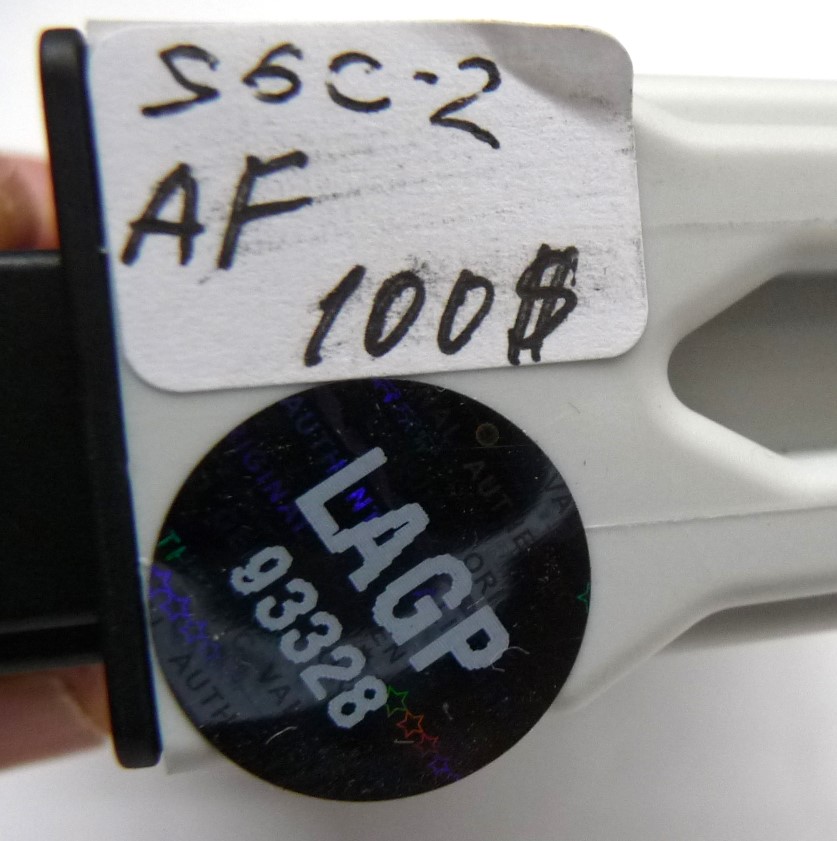 S6C-2
AF
100$
LAGP
93328